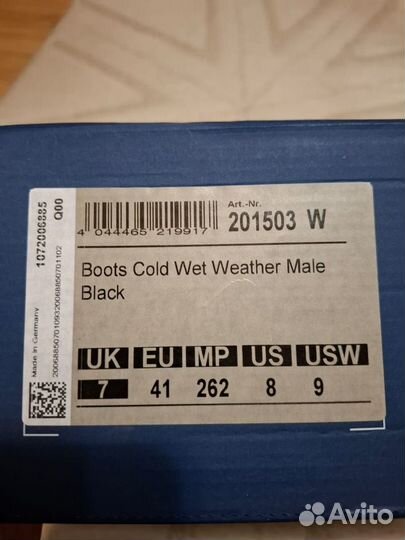 1072006885 Q00
Made in Germany
Art.-Nr.
4 044465 219917
201503 W
Boots Cold Wet Weather Male
Black
UK EU MP US USW
7 41 262 8 9
Avito